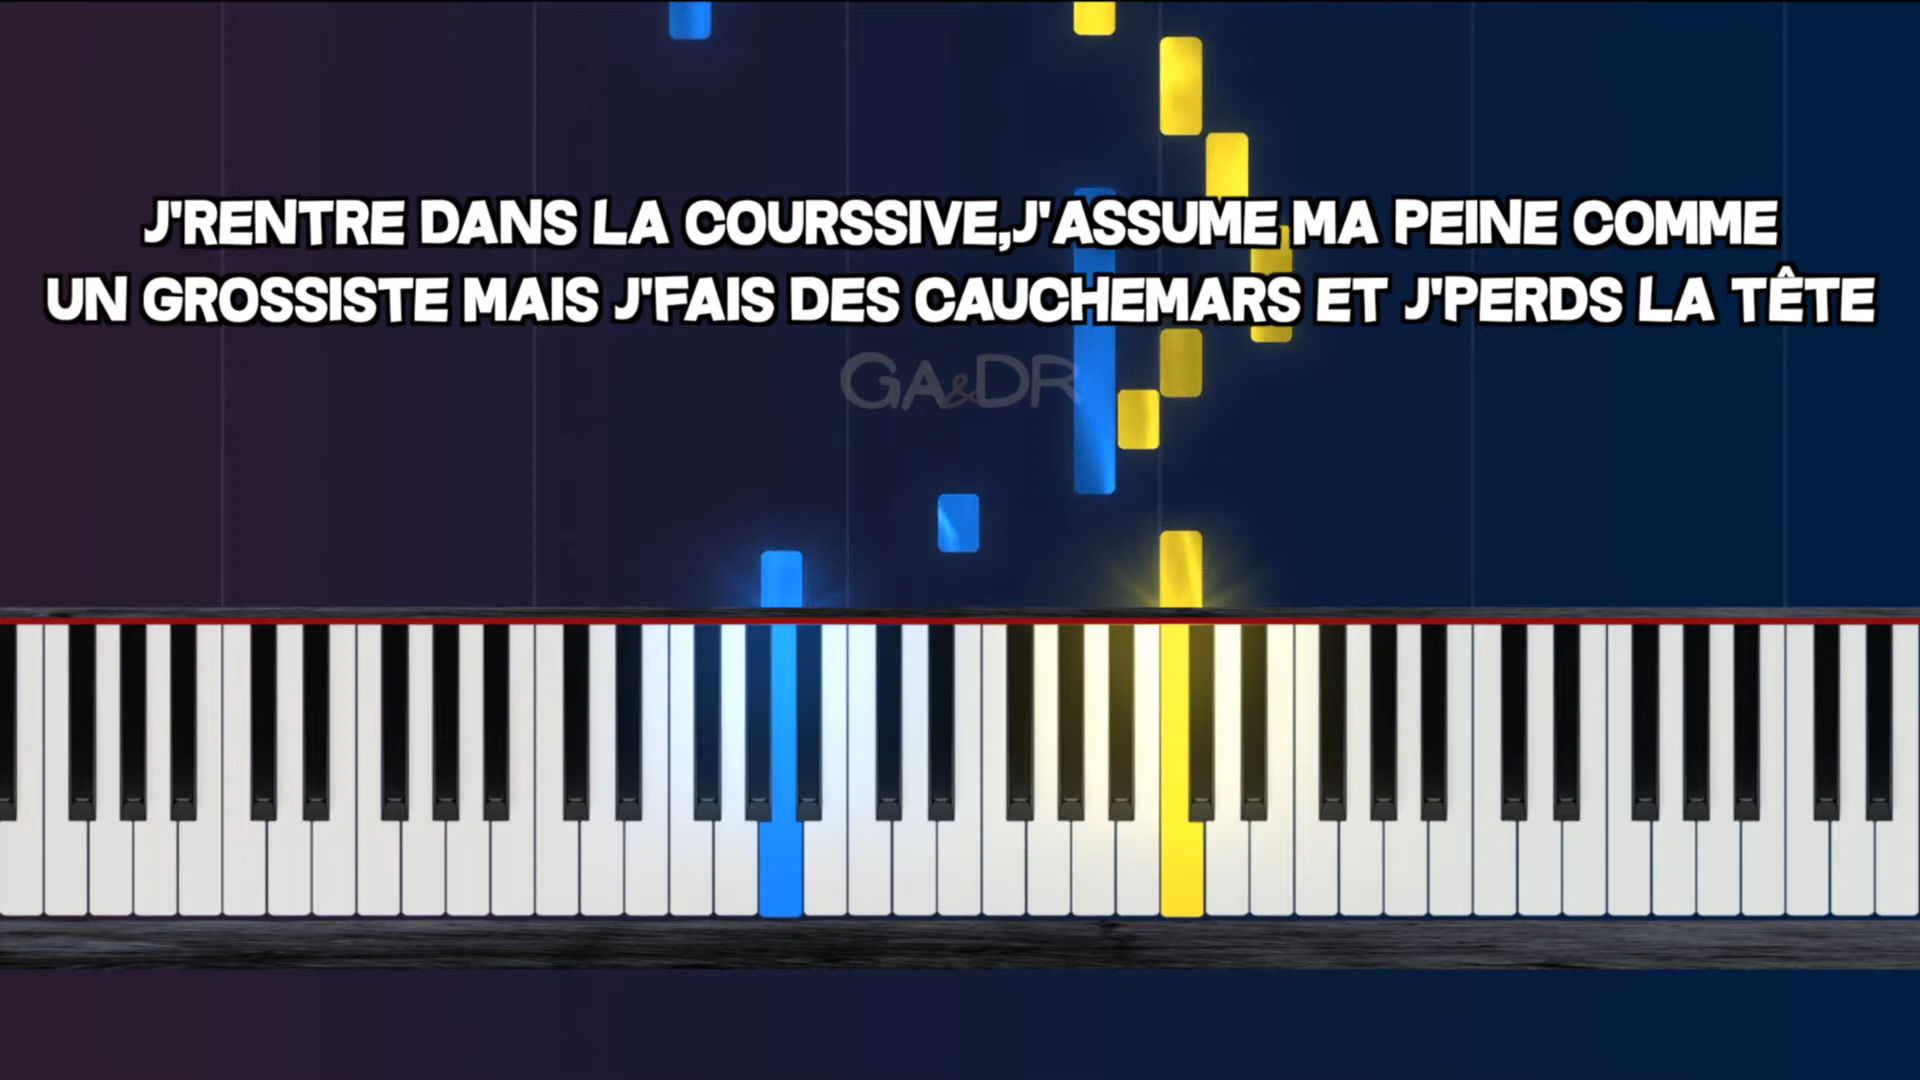 J'RENTRE DANS LA COURSSIVE,J'ASSUME MA PEINE COMME
UN GROSSISTE MAIS J'FAIS DES CAUCHEMARS ET J'PERDS LA TÊTE
GA&DR